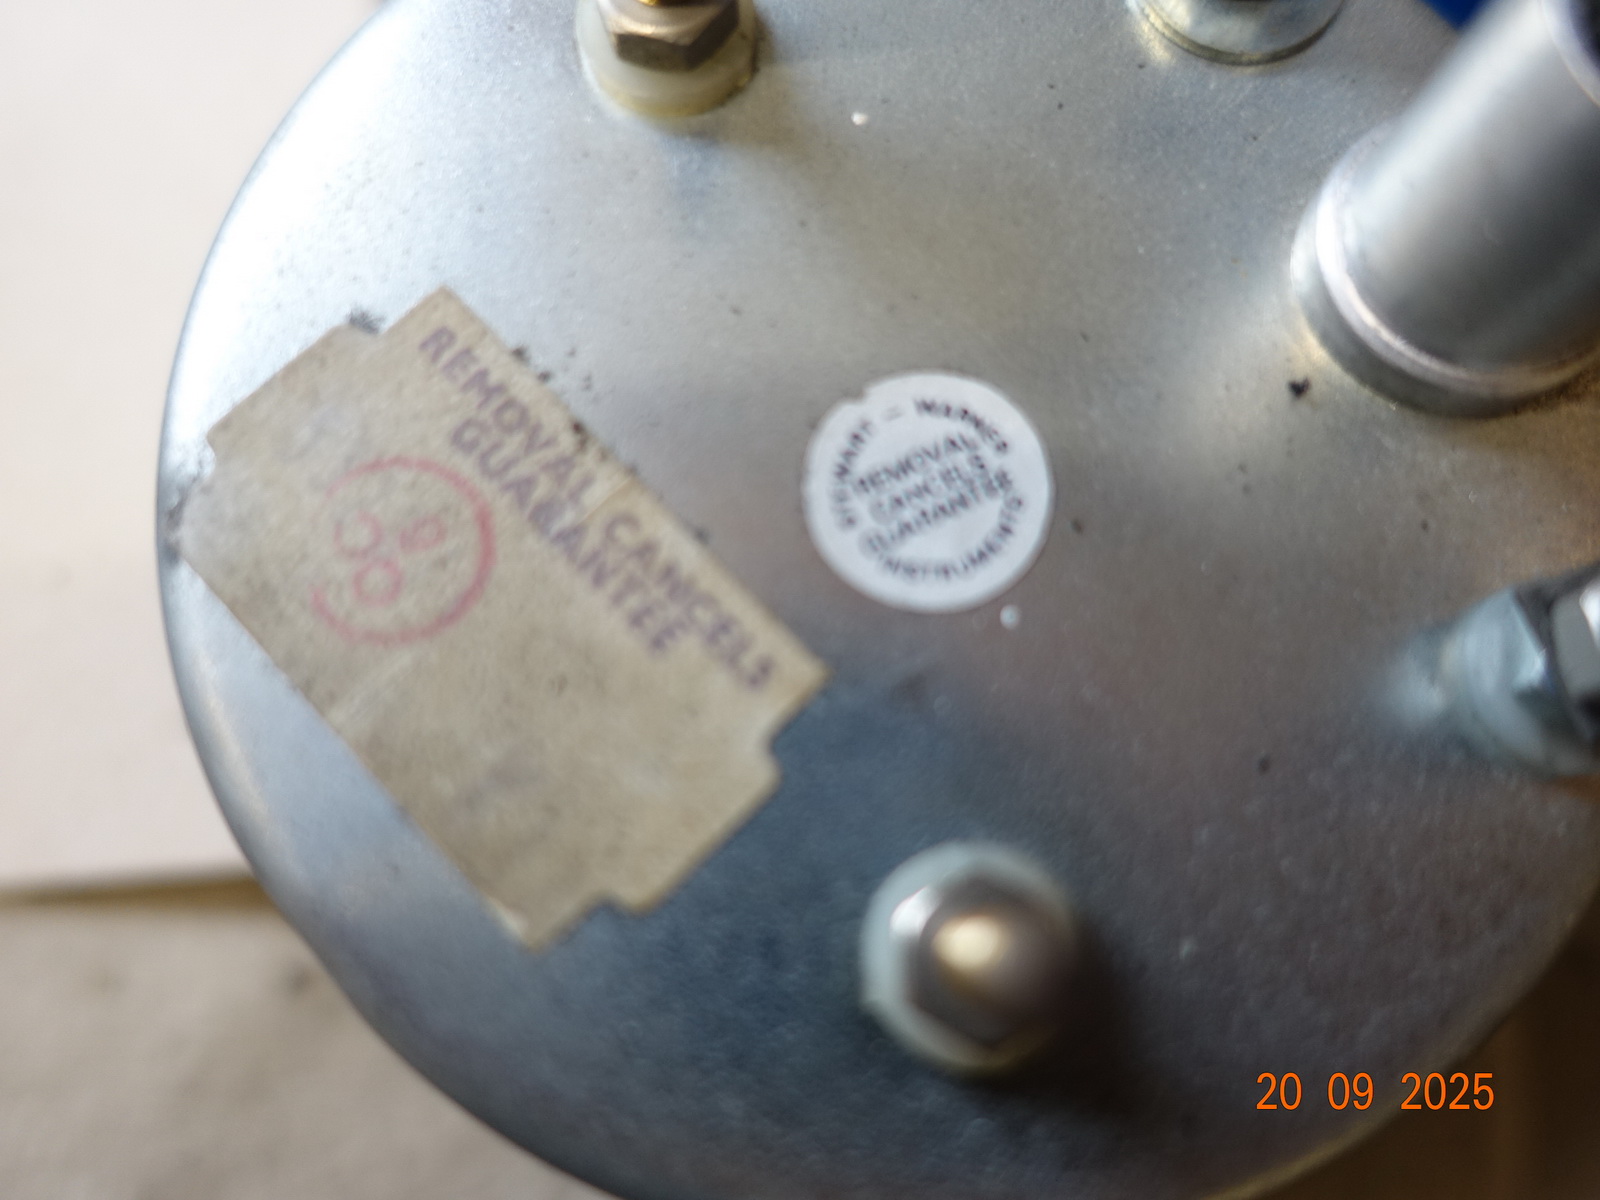 REMOVAL CANCELS
GUARANTEE
STEWART — WARNER
INSTRUMENTS
REMOVAL
CANCELS
GUARANTEE
20 09 2025